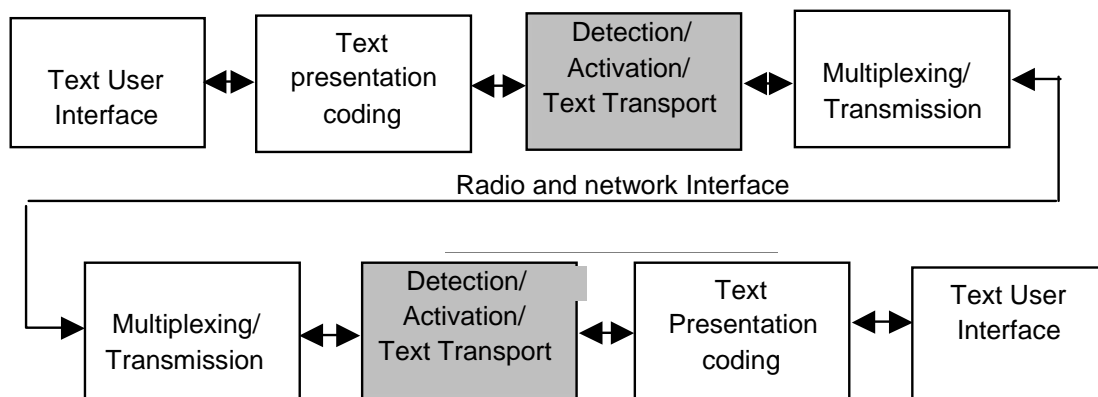 Text User
Interface
Text
presentation
coding
Detection/
Activation/
Text Transport
Multiplexing/
Transmission
Radio and network Interface
Multiplexing/
Transmission
Detection/
Activation/
Text Transport
Text
Presentation
coding
Text User
Interface